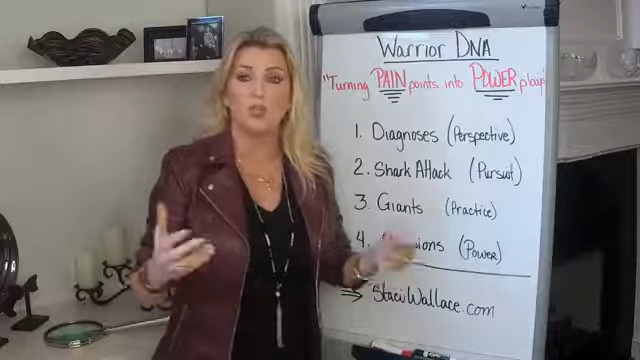 Warrior DNA
"Turning PAIN points into POWER plays"
1. Diagnoses (Perspective)
2. Shark Attack (Pursuit)
3 Giants (Practice)
4. (Power)
⇒ StaciWallace.com